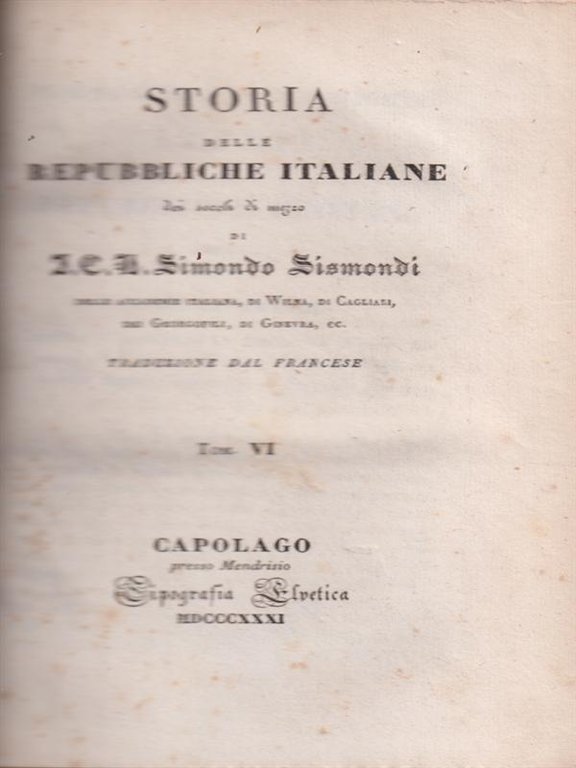 STORIA
DELLE
REPUBBLICHE ITALIANE
dei secoli di mezzo
DI
J.C.L. Simondo Sismondi
DELLE ACCADEMIE ITALIANA, DI WILNA, DI CAGLIARI,
DEI GEORGOFILI, DI GINEVRA, EC.
TRADUZIONE DAL FRANCESE
TOM. VI
CAPOLAGO
presso Mendrisio
Tipografia Elvetica
MDCCCXXXI